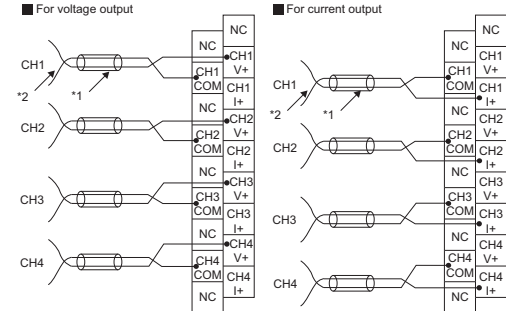 ■ For voltage output
NC
NC
CH1 V+
CH1 COM
CH1 I+
NC
CH2 V+
CH2 COM
CH2 I+
NC
CH3 V+
CH3 COM
CH3 I+
NC
CH4 V+
CH4 COM
CH4 I+
NC
CH1
*2
*1
CH2
CH3
CH4
■ For current output
NC
NC
CH1 V+
CH1 COM
CH1 I+
NC
CH2 V+
CH2 COM
CH2 I+
NC
CH3 V+
CH3 COM
CH3 I+
NC
CH4 V+
CH4 COM
CH4 I+
NC
CH1
*2
*1
CH2
CH3
CH4